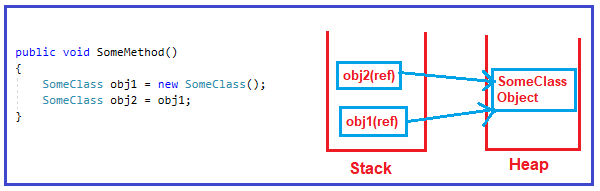 public void SomeMethod()
{
SomeClass obj1 = new SomeClass();
SomeClass obj2 = obj1;
}
obj2(ref)
obj1(ref)
Stack
SomeClass
Object
Heap